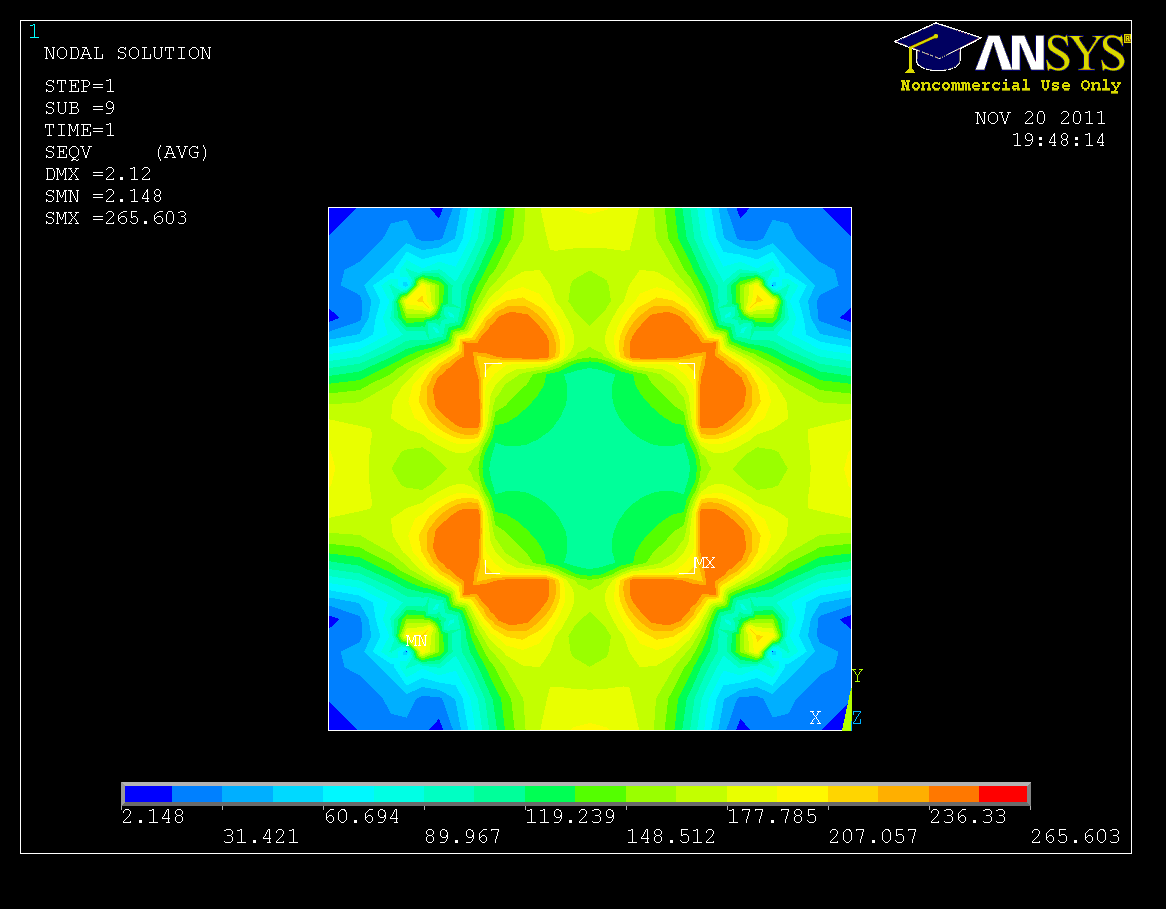 1
NODAL SOLUTION
STEP=1
SUB =9
TIME=1
SEQV (AVG)
DMX =2.12
SMN =2.148
SMX =265.603
ANSYS®
Noncommercial Use Only
NOV 20 2011
19:48:14
MX
MN
Y
X Z
2.148 60.694 119.239 177.785 236.33
31.421 89.967 148.512 207.057 265.603